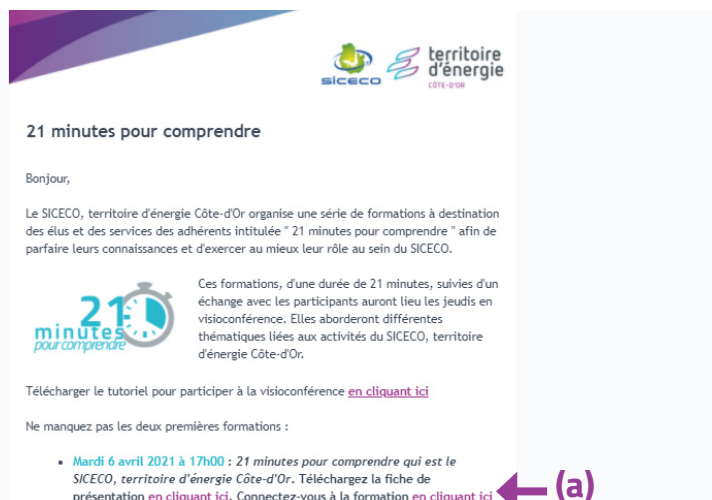 siceco
territoire
d'énergie
CÔTE-D'OR
21 minutes pour comprendre
Bonjour,
Le SICECO, territoire d'énergie Côte-d'Or organise une série de formations à destination
des élus et des services des adhérents intitulée " 21 minutes pour comprendre " afin de
parfaire leurs connaissances et d'exercer au mieux leur rôle au sein du SICECO.
21
minutes
pour comprendre
Ces formations, d'une durée de 21 minutes, suivies d'un
échange avec les participants auront lieu les jeudis en
visioconférence. Elles aborderont différentes
thématiques liées aux activités du SICECO, territoire
d'énergie Côte-d'Or.
Télécharger le tutoriel pour participer à la visioconférence en cliquant ici
Ne manquez pas les deux premières formations :
• Mardi 6 avril 2021 à 17h00 : 21 minutes pour comprendre qui est le
SICECO, territoire d'énergie Côte-d'Or. Téléchargez la fiche de
présentation en cliquant ici. Connectez-vous à la formation en cliquant ici
(a)